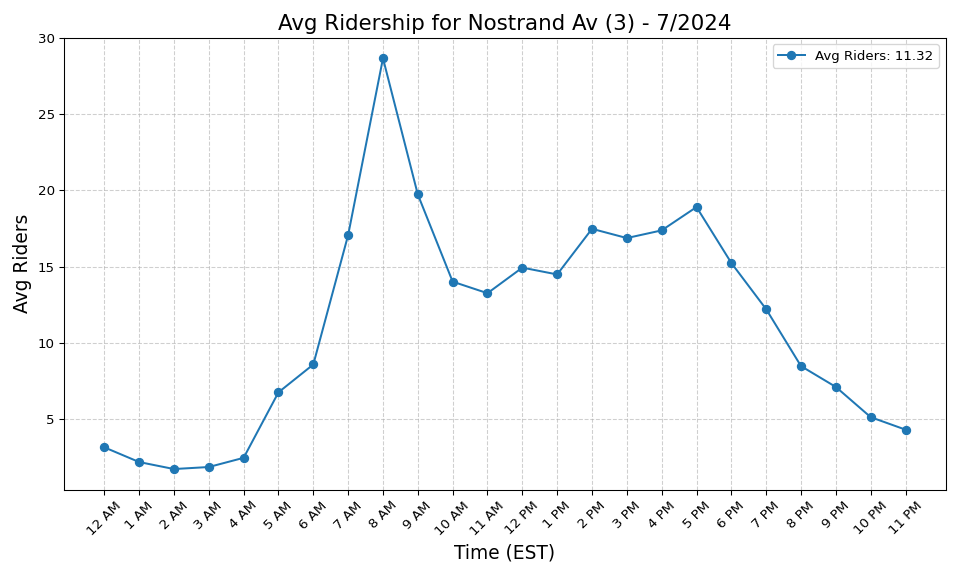 Avg Ridership for Nostrand Av (3) - 7/2024
Avg Riders: 11.32
30
25
20
15
10
5
Avg Riders
12 AM
1 AM
2 AM
3 AM
4 AM
5 AM
6 AM
7 AM
8 AM
9 AM
10 AM
11 AM
12 PM
1 PM
2 PM
3 PM
4 PM
5 PM
6 PM
7 PM
8 PM
9 PM
10 PM
11 PM
Time (EST)